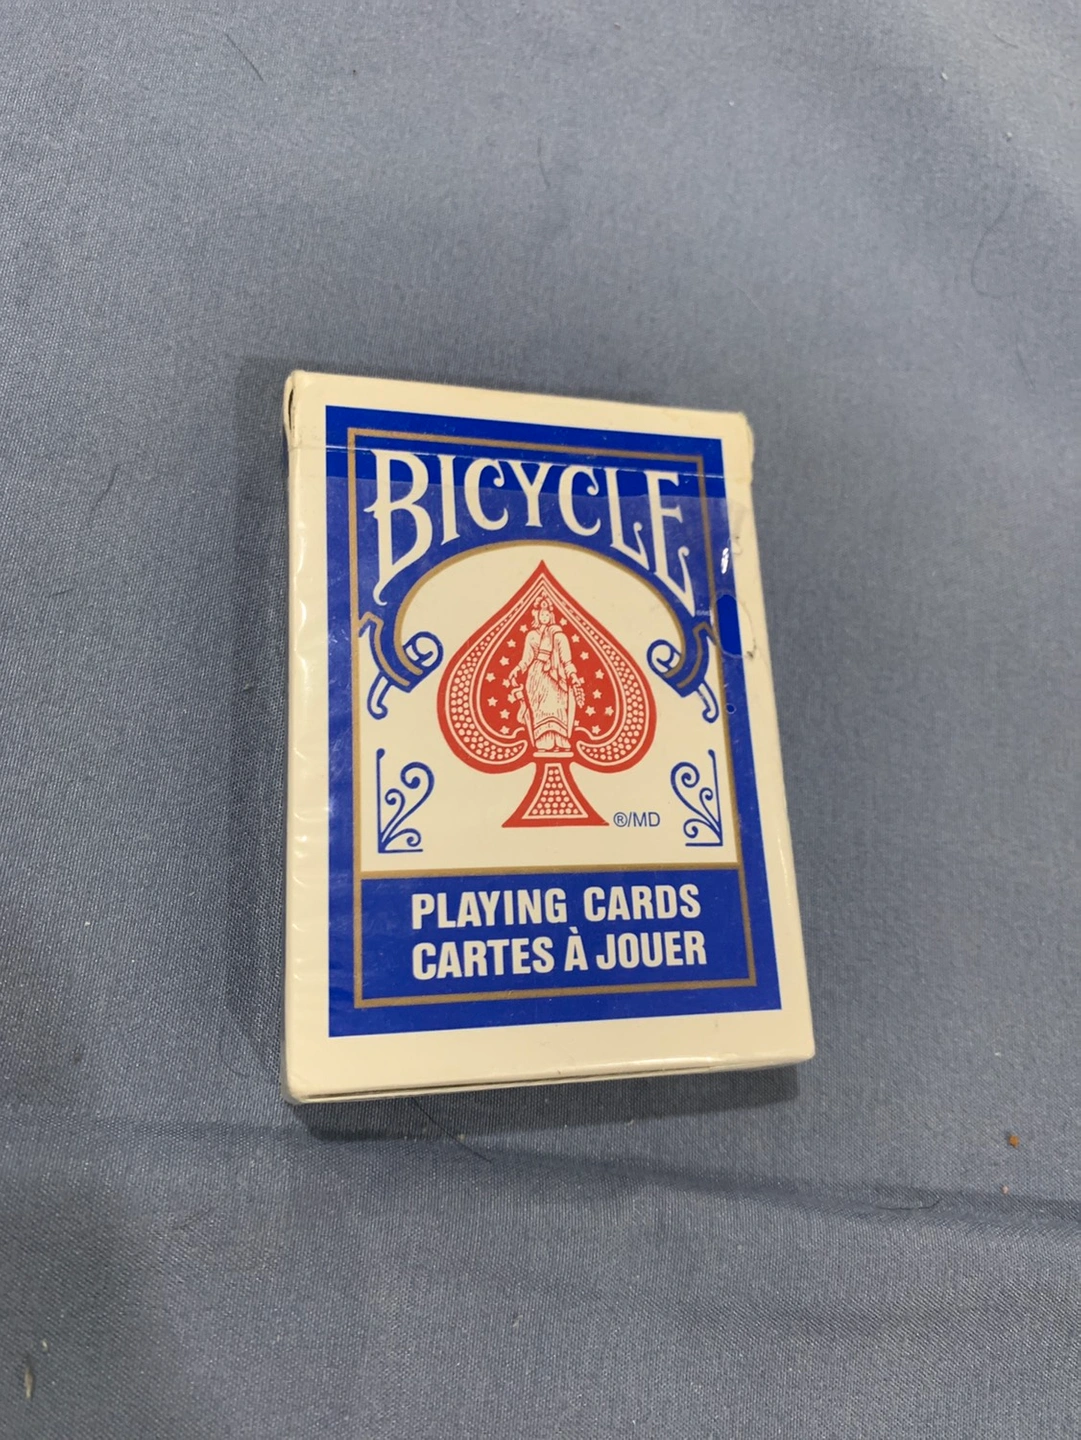 BICYCLE
®/MD
PLAYING CARDS
CARTES À JOUER